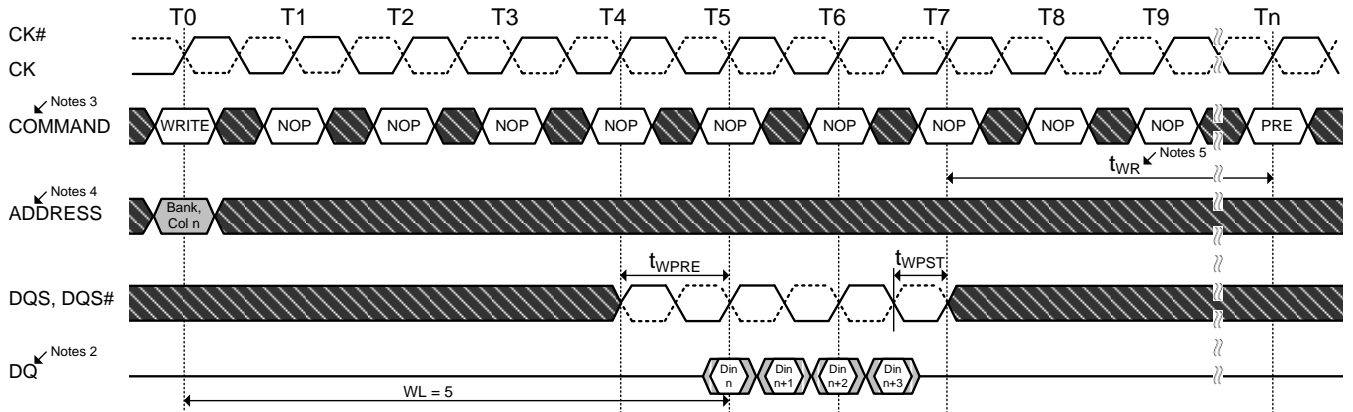 T0 T1 T2 T3 T4 T5 T6 T7 T8 T9 Tn
CK#
CK
Notes 3
COMMAND WRITE NOP NOP NOP NOP NOP NOP NOP NOP NOP PRE
tWR Notes 5
Notes 4
ADDRESS Bank,
Col n
tWPRE tWPST
DQS, DQS#
Notes 2
DQ Din Din Din Din
n n+1 n+2 n+3
WL = 5